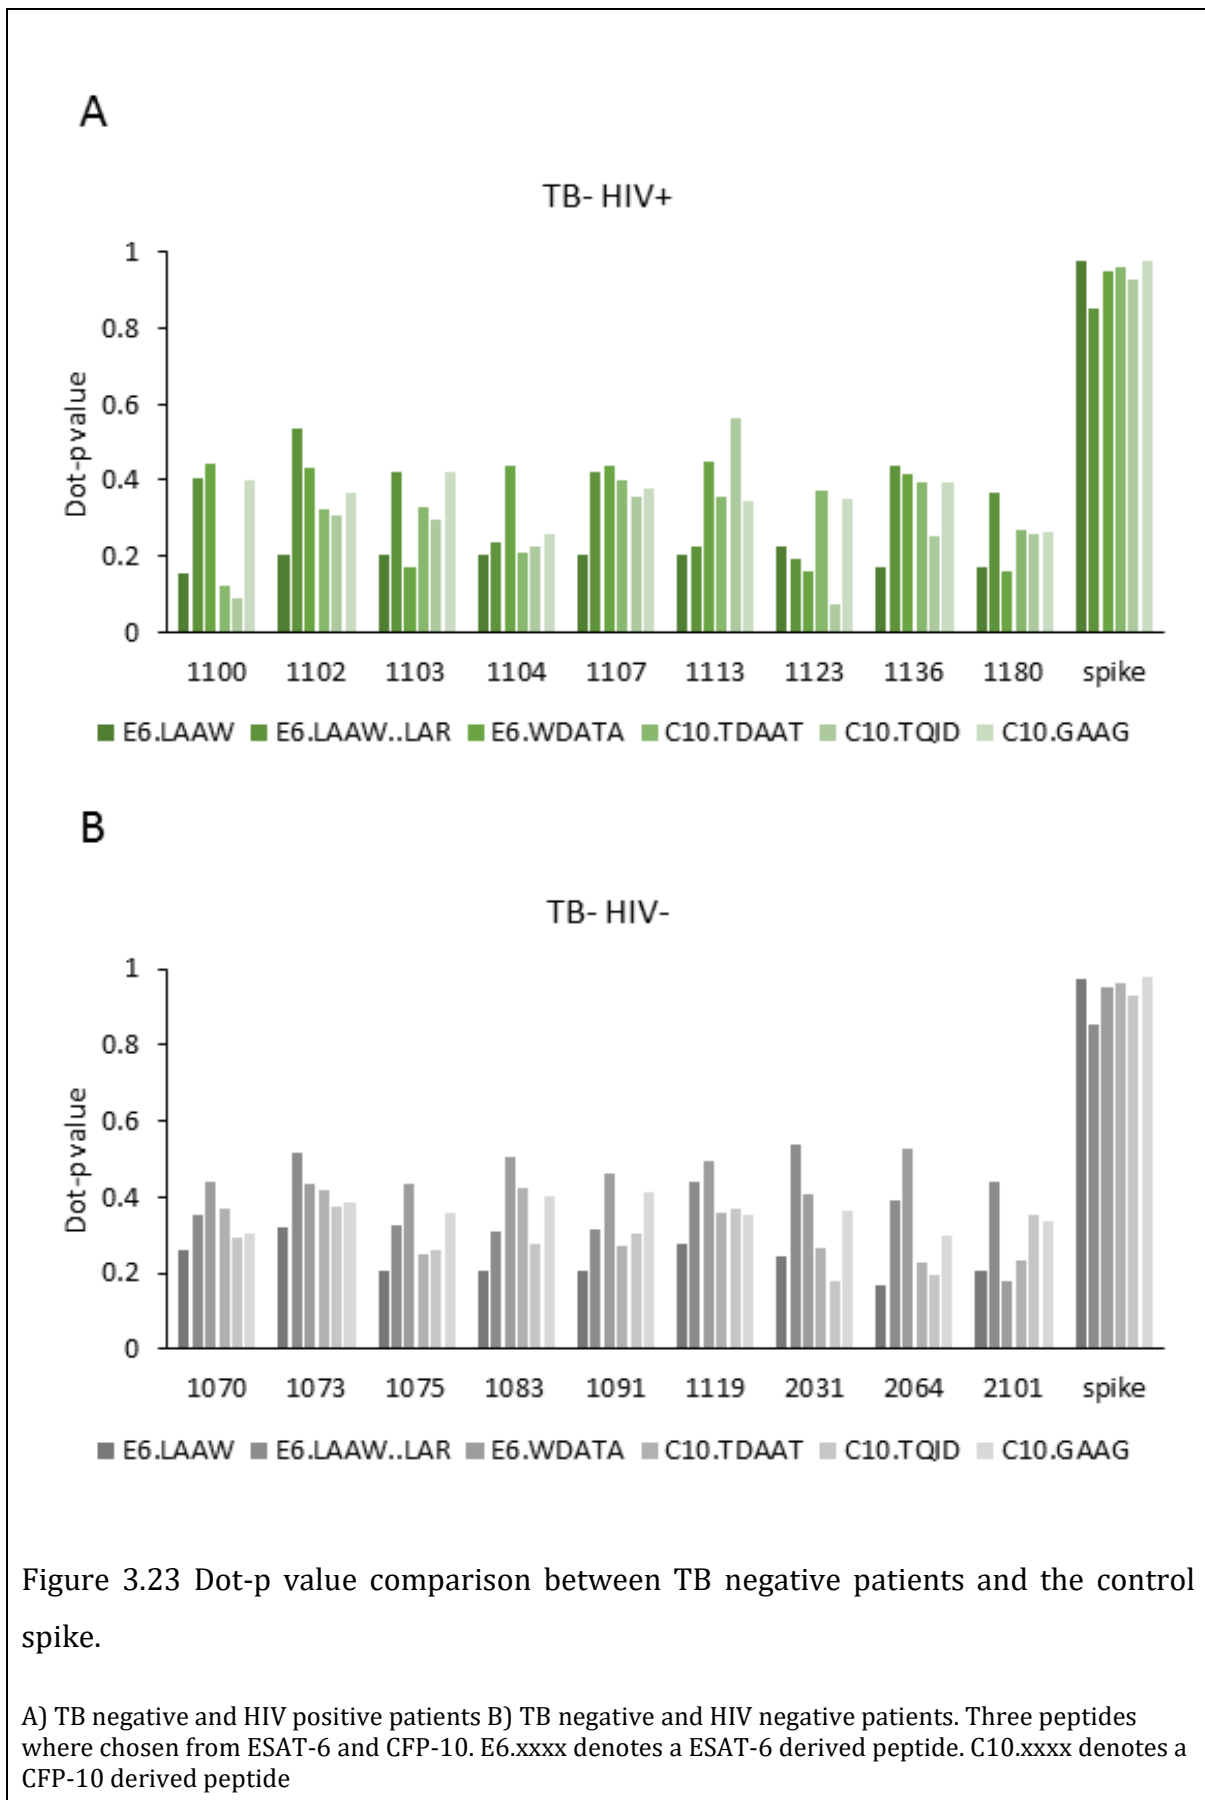 A
TB- HIV+
1
0.8
0.6
0.4
0.2
0
Dot-p value
1100 1102 1103 1104 1107 1113 1123 1136 1180 spike
E6.LAAW E6.LAAW..LAR E6.WDATA C10.TDAAT C10.TQJD C10.GAAG
B
TB- HIV-
1
0.8
0.6
0.4
0.2
0
Dot-p value
1070 1073 1075 1083 1091 1119 2031 2064 2101 spike
E6.LAAW E6.LAAW..LAR E6.WDATA C10.TDAAT C10.TQJD C10.GAAG
Figure 3.23 Dot-p value comparison between TB negative patients and the control
spike.
A) TB negative and HIV positive patients B) TB negative and HIV negative patients. Three peptides
where chosen from ESAT-6 and CFP-10. E6.xxxx denotes a ESAT-6 derived peptide. C10.xxxx denotes a
CFP-10 derived peptide